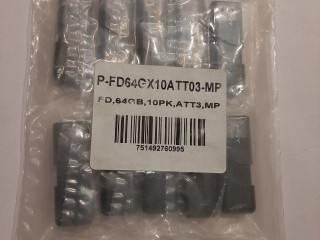 P-FD64GX10ATT03-MP
FD,64GB,10PK,ATT3,MP
751492760995